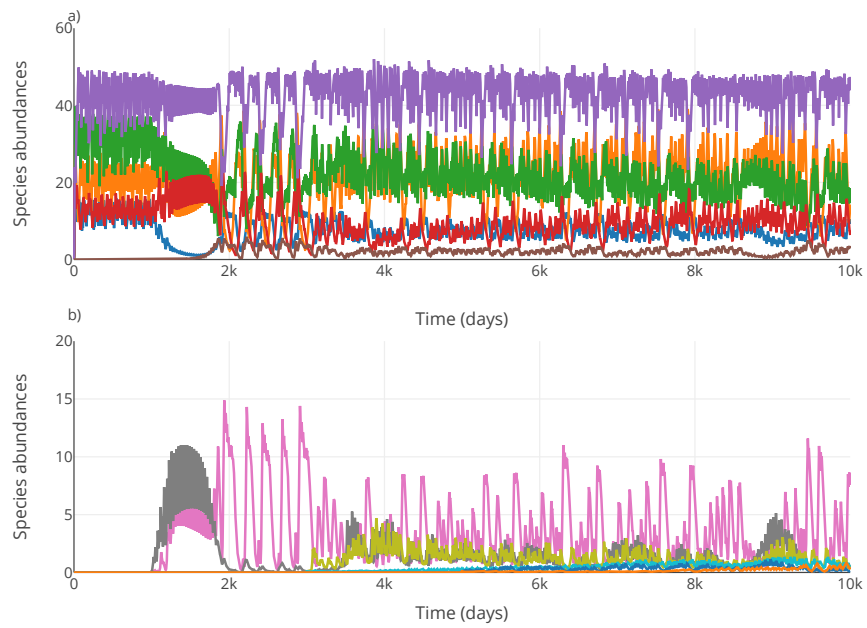 a)
60
40
20
0
Species abundances
0
2k
4k
6k
8k
10k
Time (days)
b)
20
15
10
5
0
Species abundances
0
2k
4k
6k
8k
10k
Time (days)